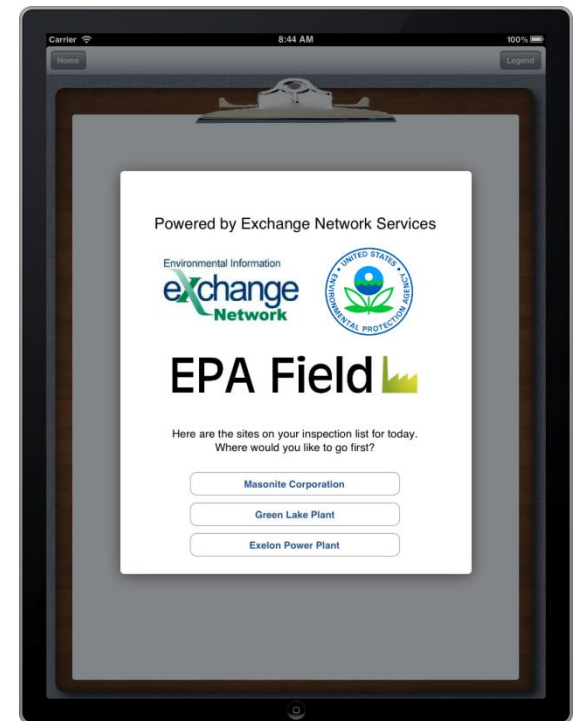 Carrier
8:44 AM
100%
Home
Legend
Powered by Exchange Network Services
Environmental Information
eXchange
Network
UNITED STATES
ENVIRONMENTAL PROTECTION AGENCY
EPA Field
Here are the sites on your inspection list for today.
Where would you like to go first?
Masonite Corporation
Green Lake Plant
Exelon Power Plant